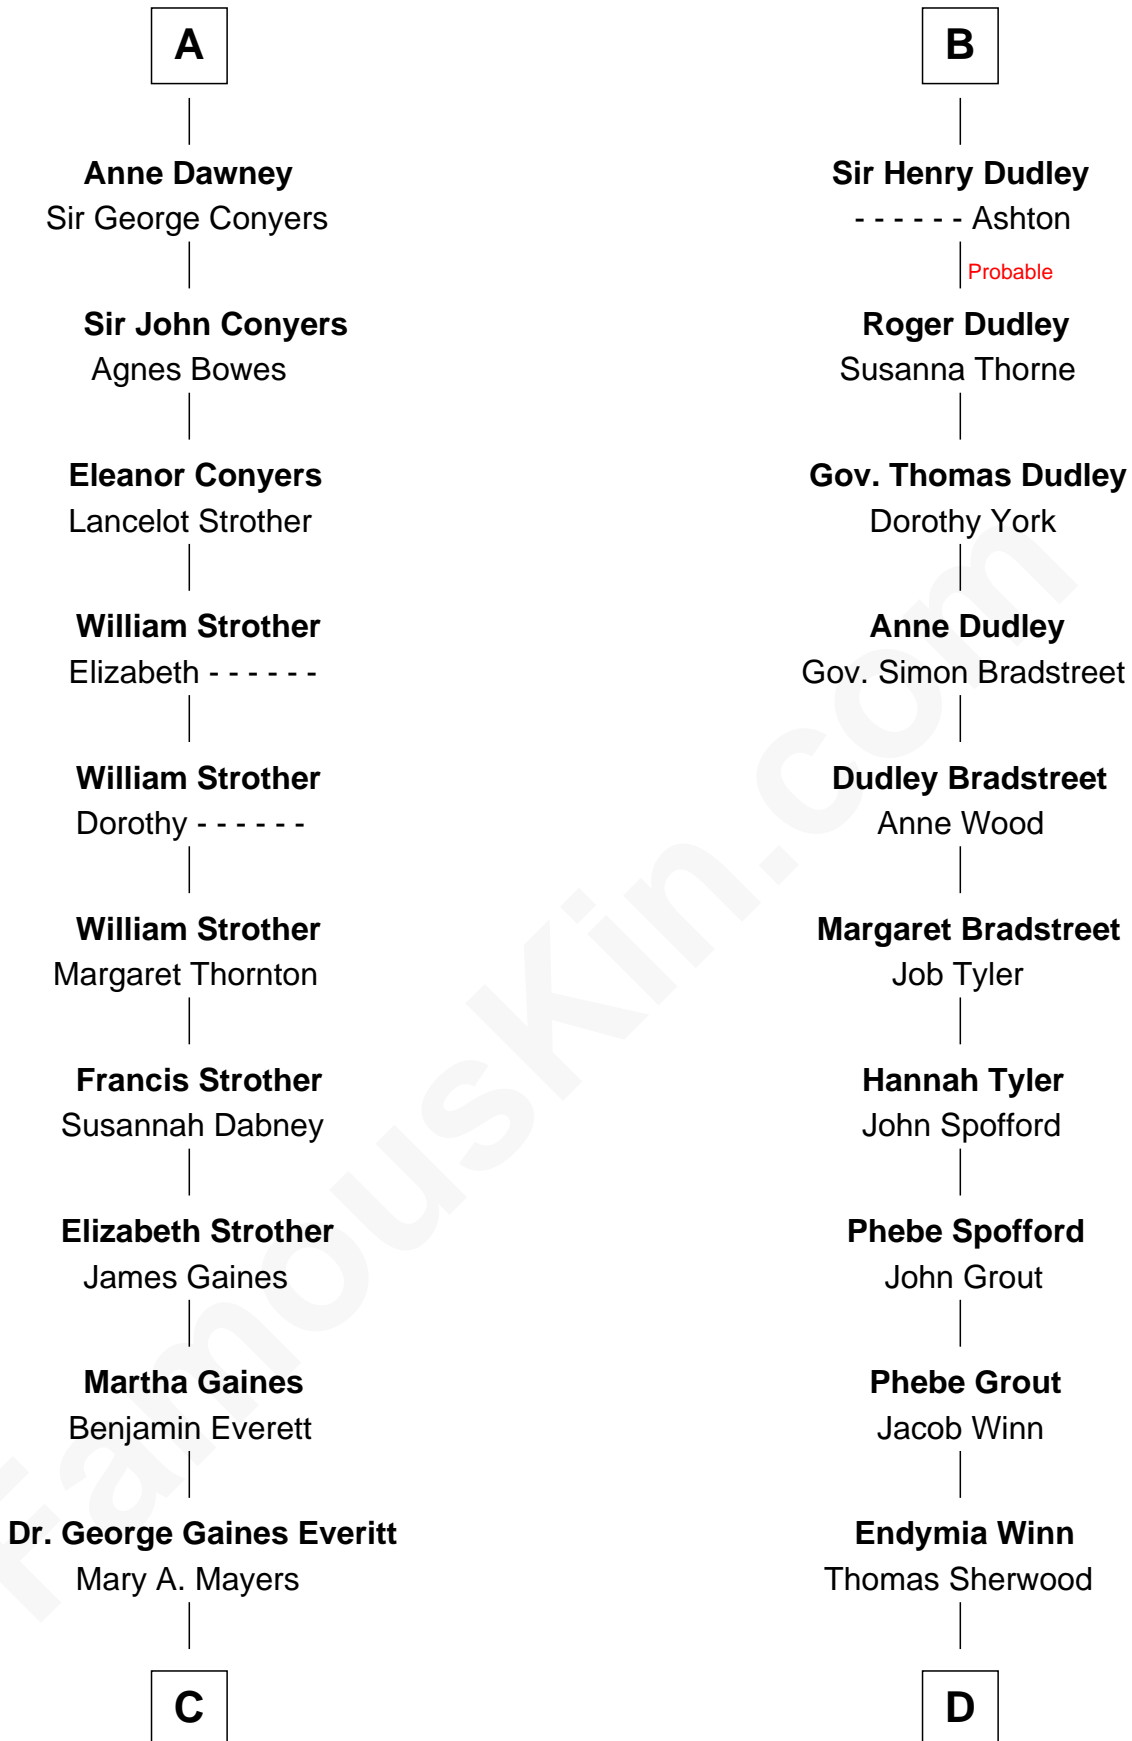 A
Anne Dawney
Sir George Conyers
Sir John Conyers
Agnes Bowes
Eleanor Conyers
Lancelot Strother
William Strother
Elizabeth - - - - - -
William Strother
Dorothy - - - - - -
William Strother
Margaret Thornton
Francis Strother
Susannah Dabney
Elizabeth Strother
James Gaines
Martha Gaines
Benjamin Everett
Dr. George Gaines Everitt
Mary A. Mayers
C
B
Sir Henry Dudley
- - - - - - Ashton
Probable
Roger Dudley
Susanna Thorne
Gov. Thomas Dudley
Dorothy York
Anne Dudley
Gov. Simon Bradstreet
Dudley Bradstreet
Anne Wood
Margaret Bradstreet
Job Tyler
Hannah Tyler
John Spofford
Phebe Spofford
John Grout
Phebe Grout
Jacob Winn
Endymia Winn
Thomas Sherwood
D
FamousKin.com